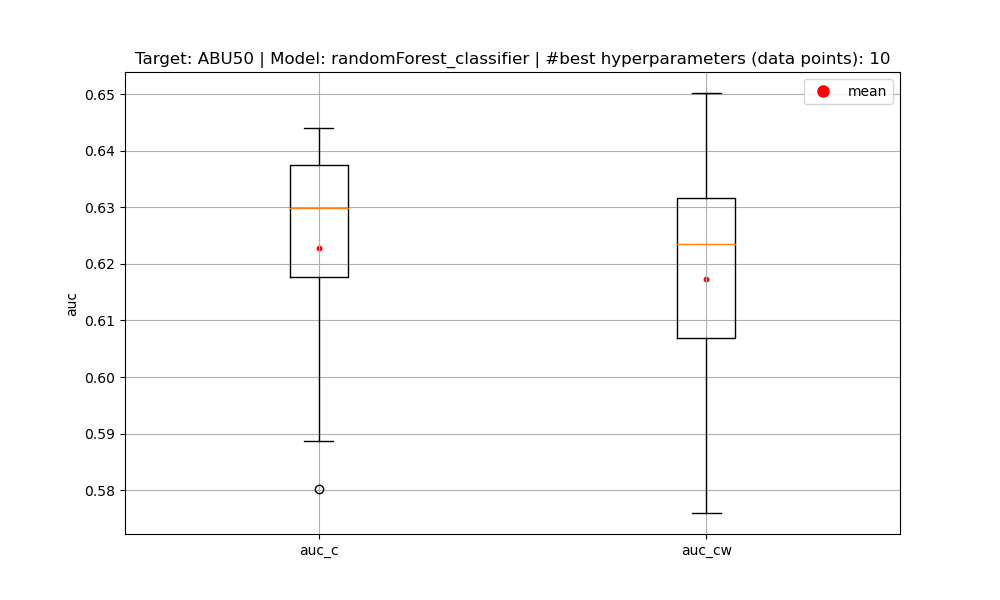 Target: ABU50 | Model: randomForest_classifier | #best hyperparameters (data points): 10
mean
0.65
0.64
0.63
0.62
0.61
0.60
0.59
0.58
auc
auc_c
auc_cw